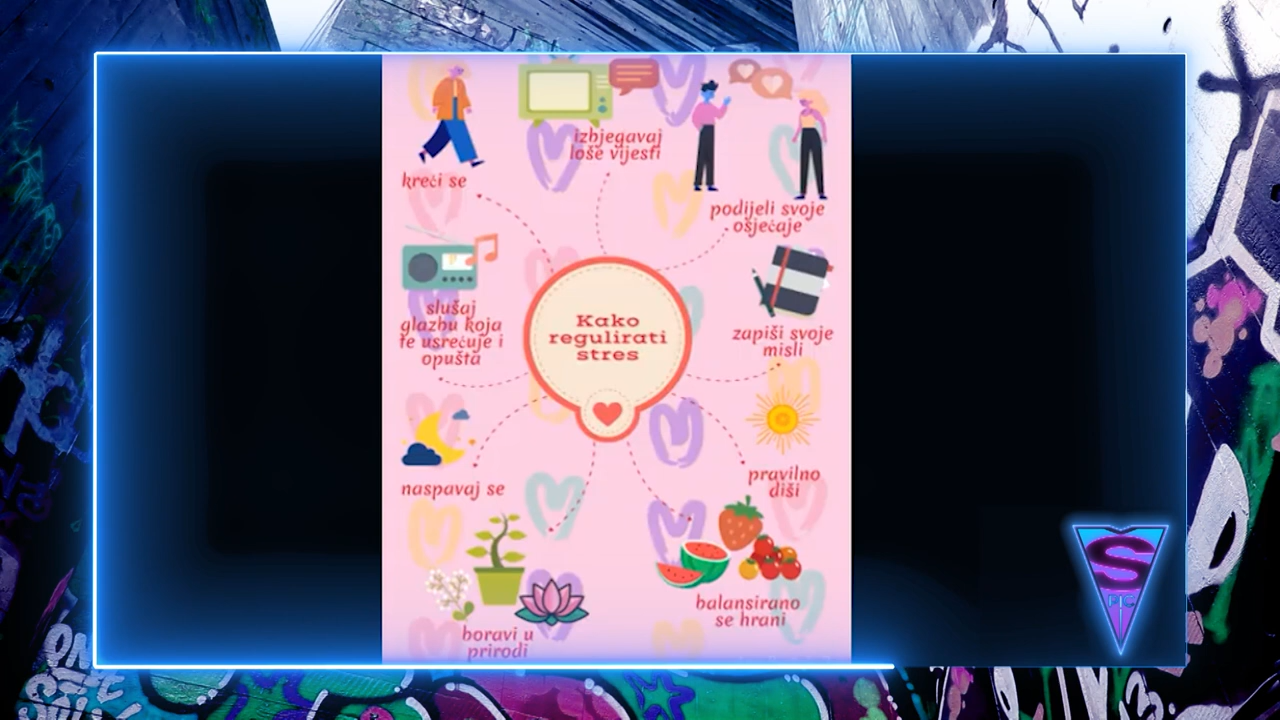 izbjegavaj
loše vijesti
kreći se
podijeli svoje
osjećaje
slušaj
glazbu koja
te usrećuje i
opušta
Kako
regulirati
stres
zapiši svoje
misli
naspavaj se
pravilno
diši
balansirano
se hrani
boravi u
prirodi
S